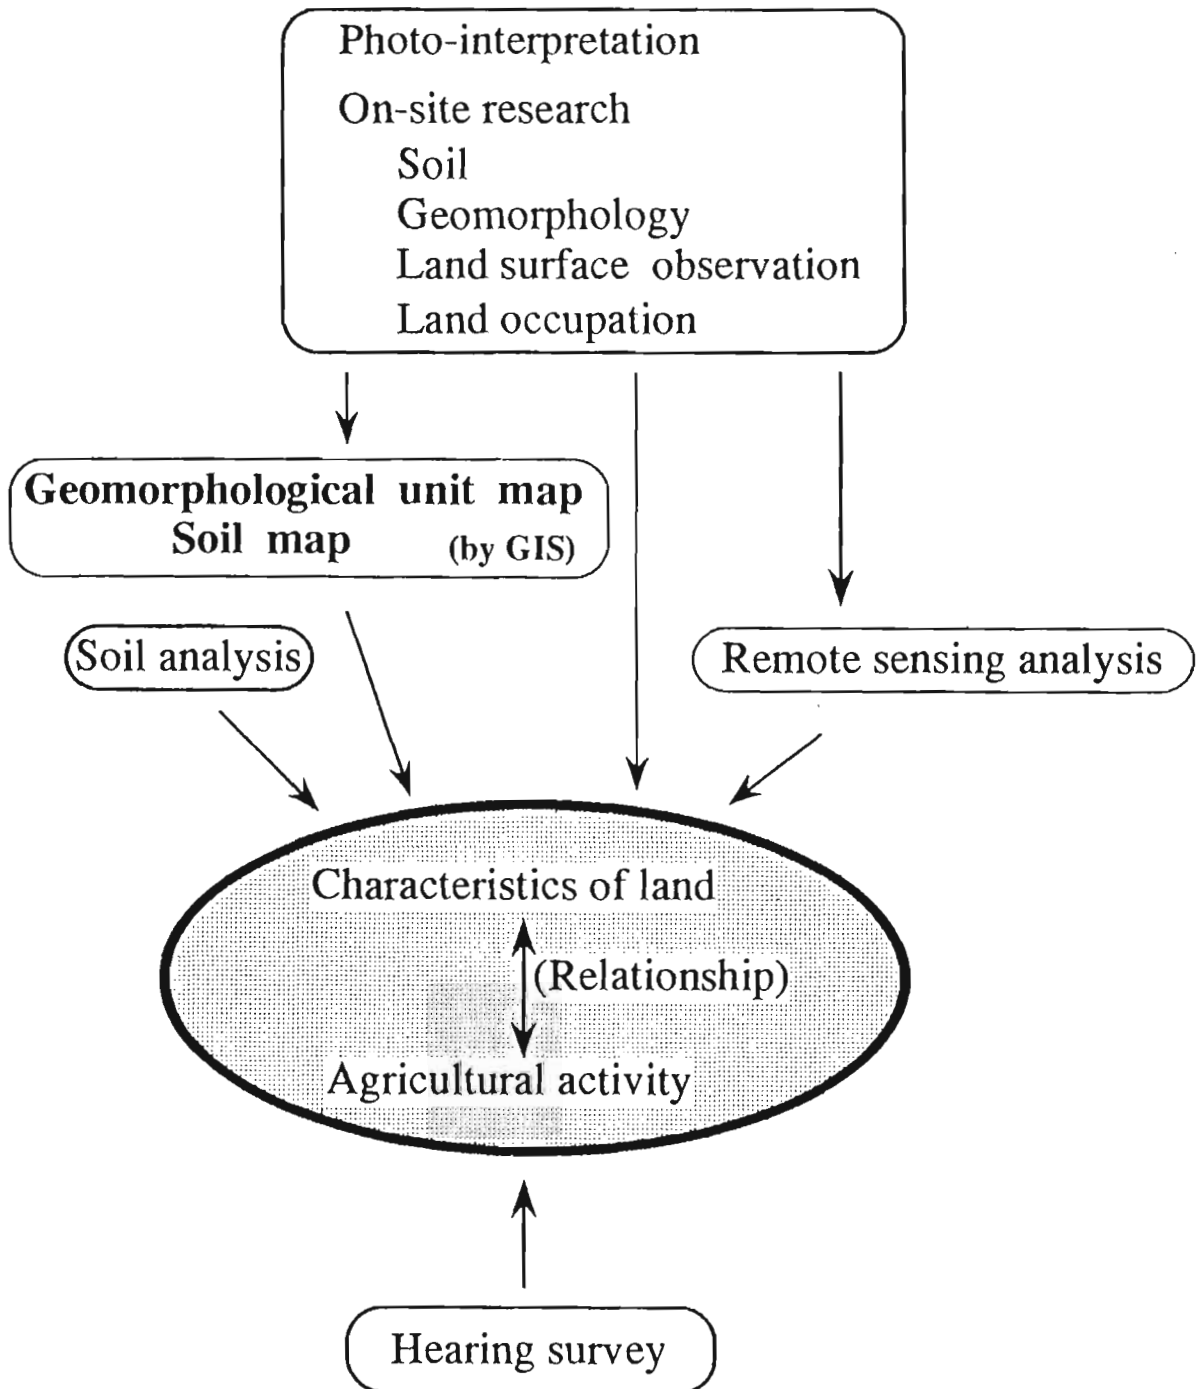 Photo-interpretation
On-site research
Soil
Geomorphology
Land surface observation
Land occupation
Geomorphological unit map
Soil map (by GIS)
Soil analysis
Remote sensing analysis
Characteristics of land
(Relationship)
Agricultural activity
Hearing survey